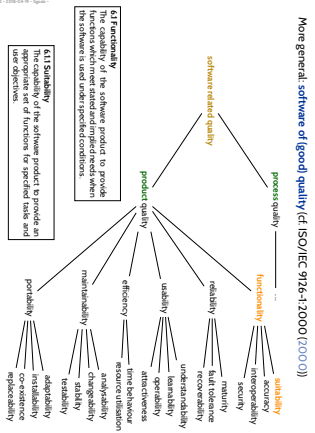 More general: software of (good) quality (cf. ISO/IEC 9126-1:2000 (2000))
software related quality
process quality
...
product quality
functionality
suitability
accuracy
interoperability
security
reliability
maturity
fault tolerance
recoverability
usability
understandability
learnability
operability
attractiveness
efficiency
time behaviour
resource utilisation
maintainability
analysability
changeability
stability
testability
portability
adaptability
installability
co-existence
replaceability
6.1 Functionality
The capability of the software product to provide
functions which meet stated and implied needs when
the software is used under specified conditions.
6.1.1 Suitability
The capability of the software product to provide an
appropriate set of functions for specified tasks and
user objectives.